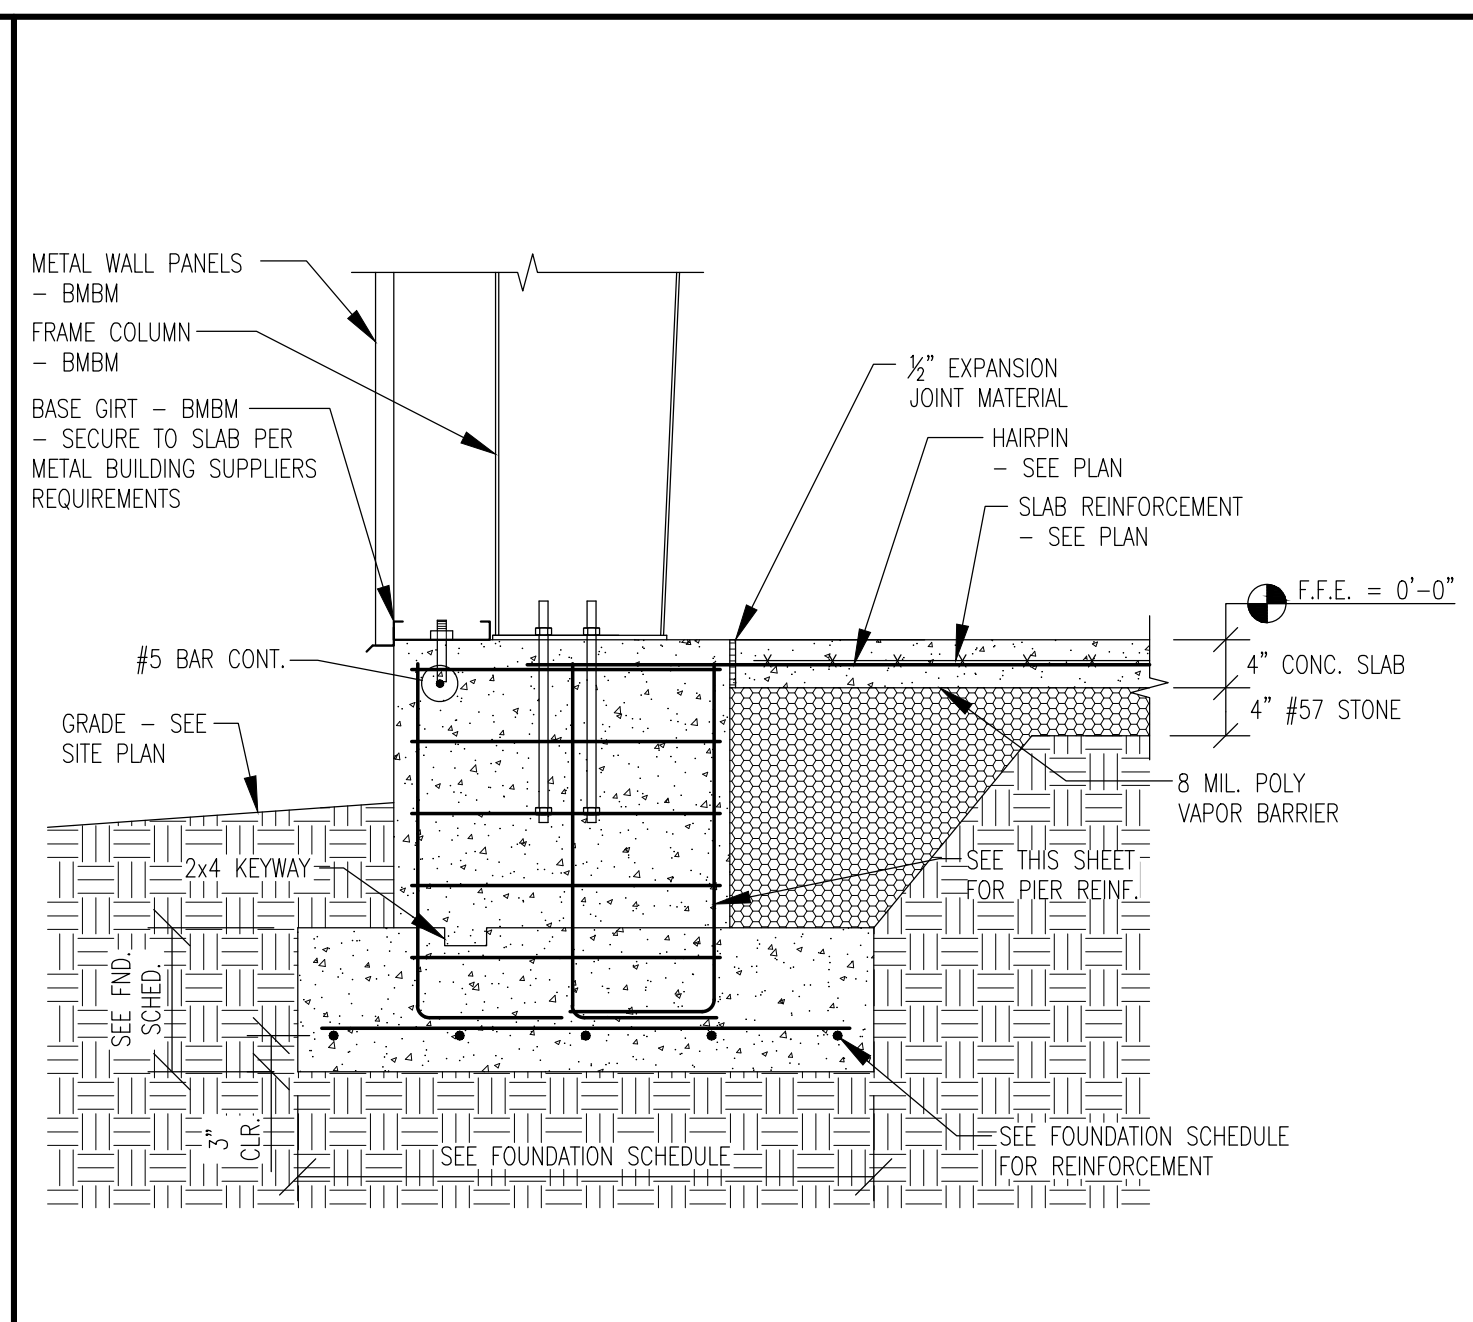 METAL WALL PANELS
– BMBM
FRAME COLUMN
– BMBM
BASE GIRT – BMBM
– SECURE TO SLAB PER
METAL BUILDING SUPPLIERS
REQUIREMENTS
#5 BAR CONT.
GRADE – SEE
SITE PLAN
2x4 KEYWAY
SEE FND.
SCHED.
3"
CLR.
SEE FOUNDATION SCHEDULE
½" EXPANSION
JOINT MATERIAL
HAIRPIN
– SEE PLAN
SLAB REINFORCEMENT
– SEE PLAN
F.F.E. = 0'–0"
4" CONC. SLAB
4" #57 STONE
8 MIL. POLY
VAPOR BARRIER
SEE THIS SHEET
FOR PIER REINF.
SEE FOUNDATION SCHEDULE
FOR REINFORCEMENT